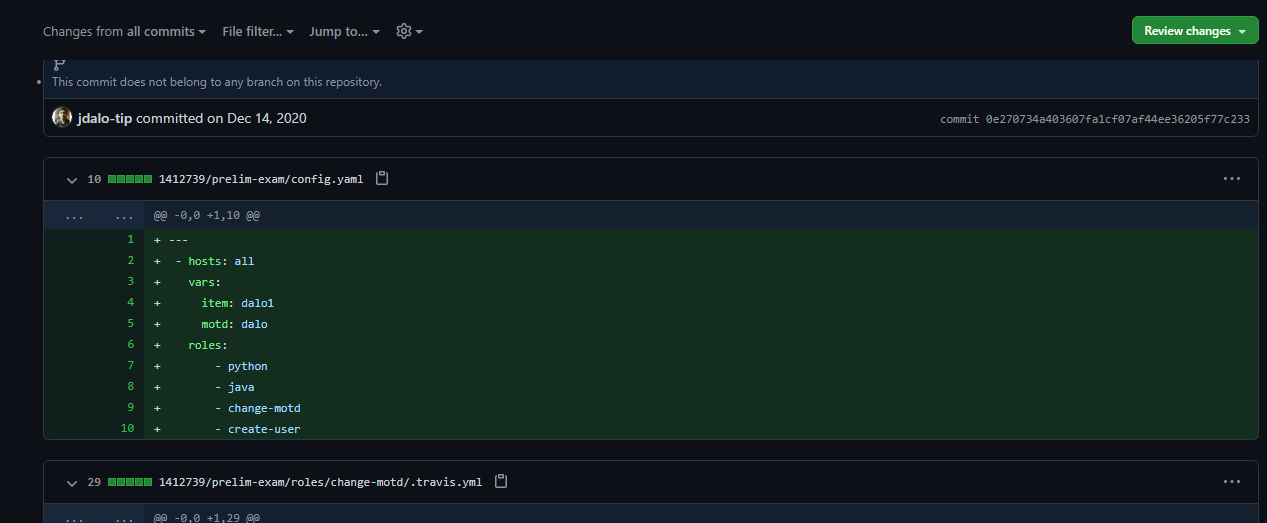 Changes from all commits File filter... Jump to...
Review changes
This commit does not belong to any branch on this repository.
jdalo-tip committed on Dec 14, 2020
commit 0e270734a403607fa1cf07af44ee36205f77c233
10 1412739/prelim-exam/config.yaml
... ... @@ -0,0 +1,10 @@
1 + ---
2 + - hosts: all
3 + vars:
4 + item: dalo1
5 + motd: dalo
6 + roles:
7 + - python
8 + - java
9 + - change-motd
10 + - create-user
29 1412739/prelim-exam/roles/change-motd/.travis.yml
... ... @@ -0,0 +1,29 @@